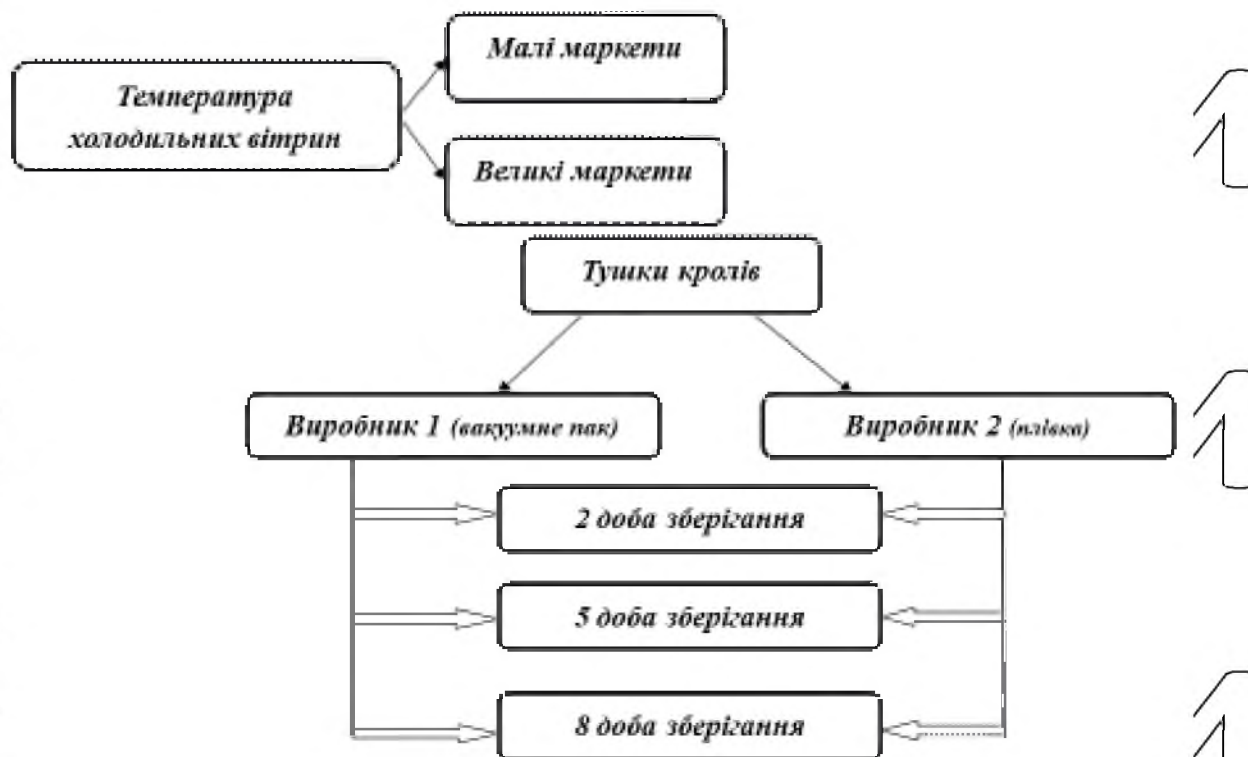 Малі маркети
Температура
холодильних вітрин
Великі маркети
Тушки кролів
Виробник 1 (вакуумне пак)
Виробник 2 (плівка)
2 доба зберігання
5 доба зберігання
8 доба зберігання